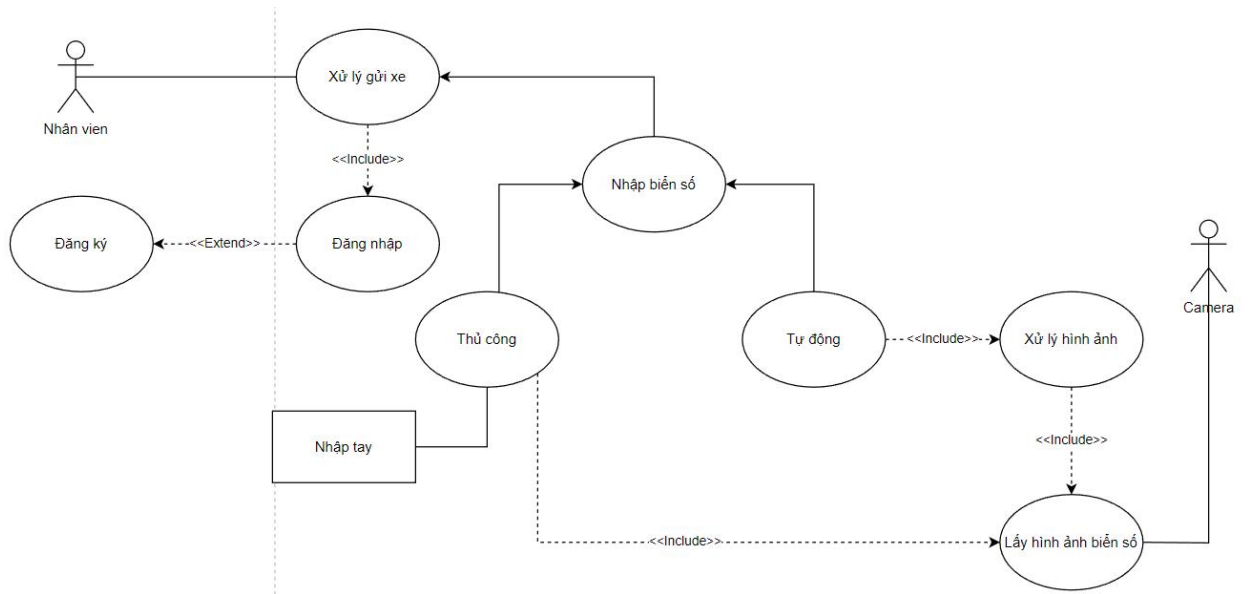 Xử lý gửi xe
Nhân vien
<<Include>>
Nhập biển số
Đăng ký
<<Extend>>
Đăng nhập
Camera
Thủ công
Tự động
<<Include>>
Xử lý hình ảnh
Nhập tay
<<Include>>
<<Include>>
Lấy hình ảnh biển số